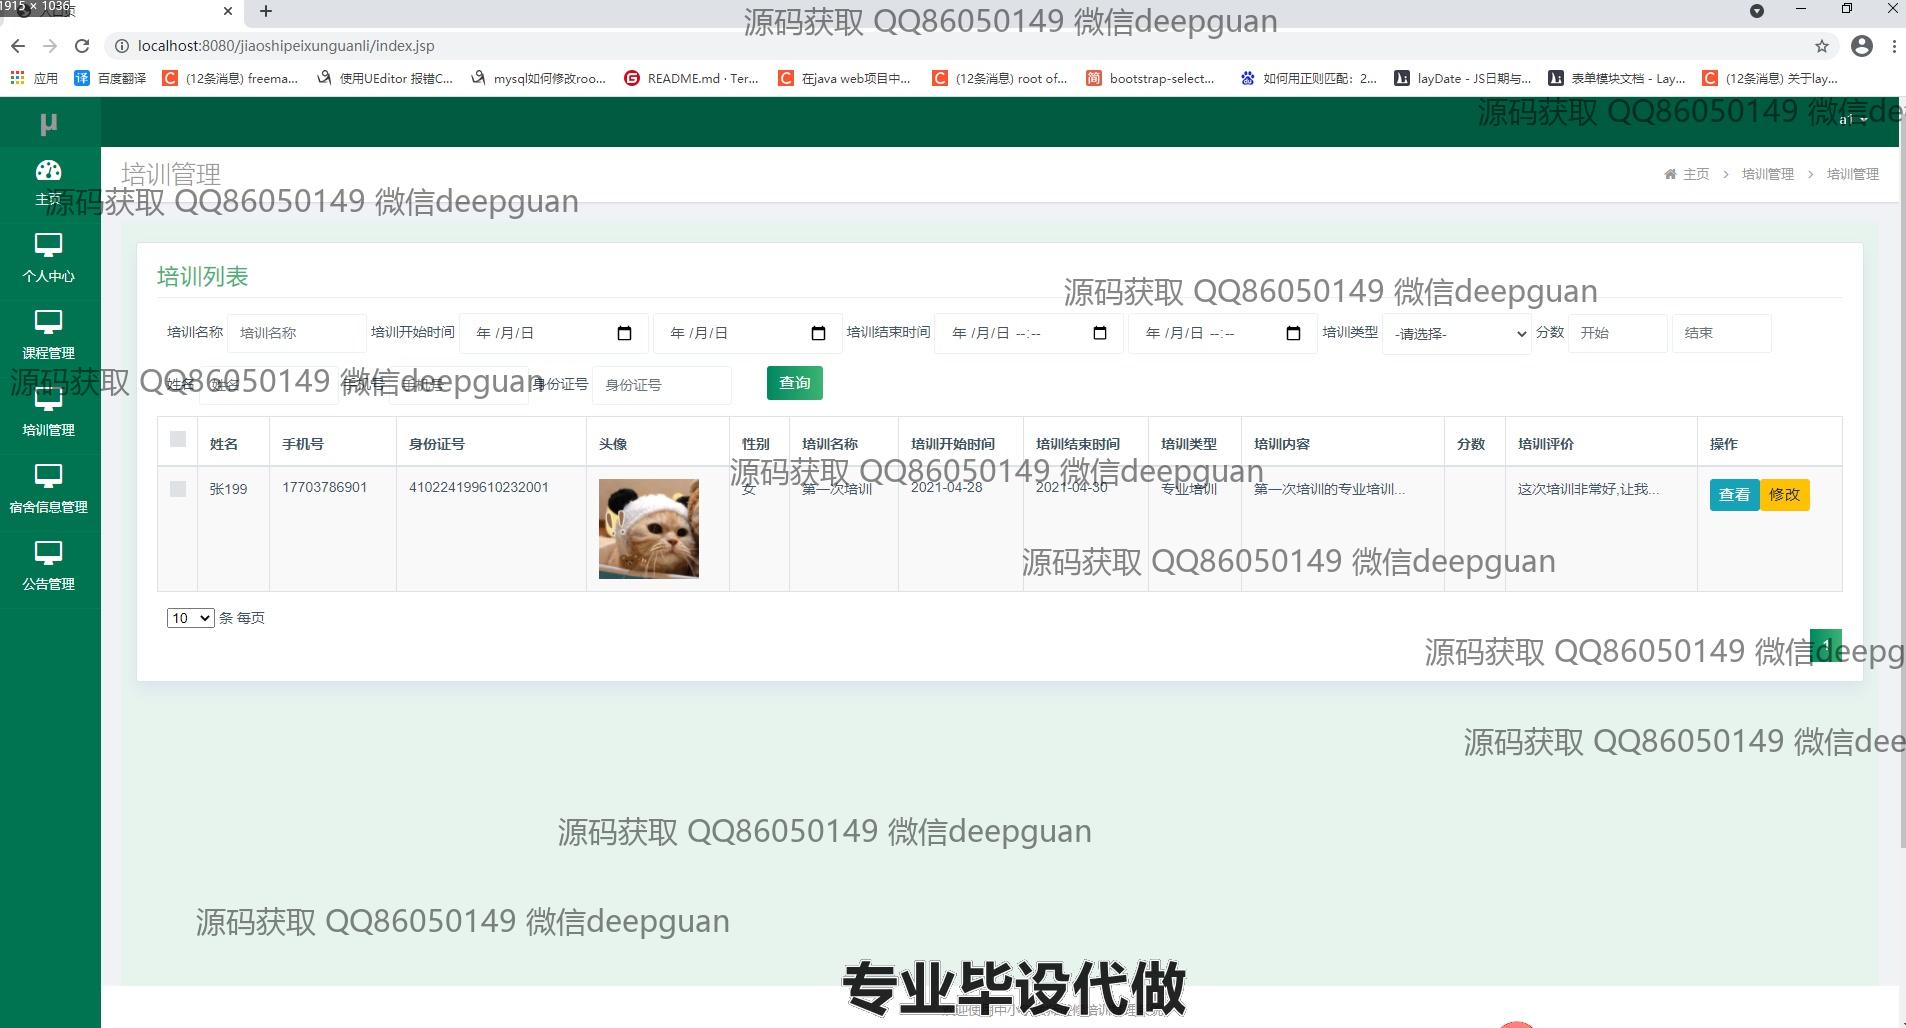 1915 × 1036
源码获取 QQ86050149 微信deepguan
localhost:8080/jiaoshipeixunguanli/index.jsp
应用 百度翻译 (12条消息) freema... 使用UEditor 报错C... mysql如何修改roo... README.md · Ter... 在java web项目中... (12条消息) root of... bootstrap-select... 如何用正则匹配：2... layDate - JS日期与... 表单模块文档 - Lay... (12条消息) 关于lay...
源码获取 QQ86050149 微信de
μ
a1
主页
培训管理
主页 > 培训管理 > 培训管理
源码获取 QQ86050149 微信deepguan
个人中心
培训列表
源码获取 QQ86050149 微信deepguan
培训名称 培训名称 培训开始时间 年 /月/日 年 /月/日 培训结束时间 年 /月/日 --:-- 年 /月/日 --:-- 培训类型 -请选择- 分数 开始 结束
课程管理
源码获取 QQ86050149 微信deepguan
姓名 姓名 手机号 手机号 身份证号 身份证号 查询
培训管理
姓名 手机号 身份证号 头像 性别 培训名称 培训开始时间 培训结束时间 培训类型 培训内容 分数 培训评价 操作
源码获取 QQ86050149 微信deepguan
张199 17703786901 410224199610232001 女 第一次培训 2021-04-28 2021-04-30 专业培训 第一次培训的专业培训... 这次培训非常好,让我... 查看 修改
宿舍信息管理
源码获取 QQ86050149 微信deepguan
公告管理
10 条 每页
1
源码获取 QQ86050149 微信deepg
源码获取 QQ86050149 微信dee
源码获取 QQ86050149 微信deepguan
源码获取 QQ86050149 微信deepguan
专业毕设代做